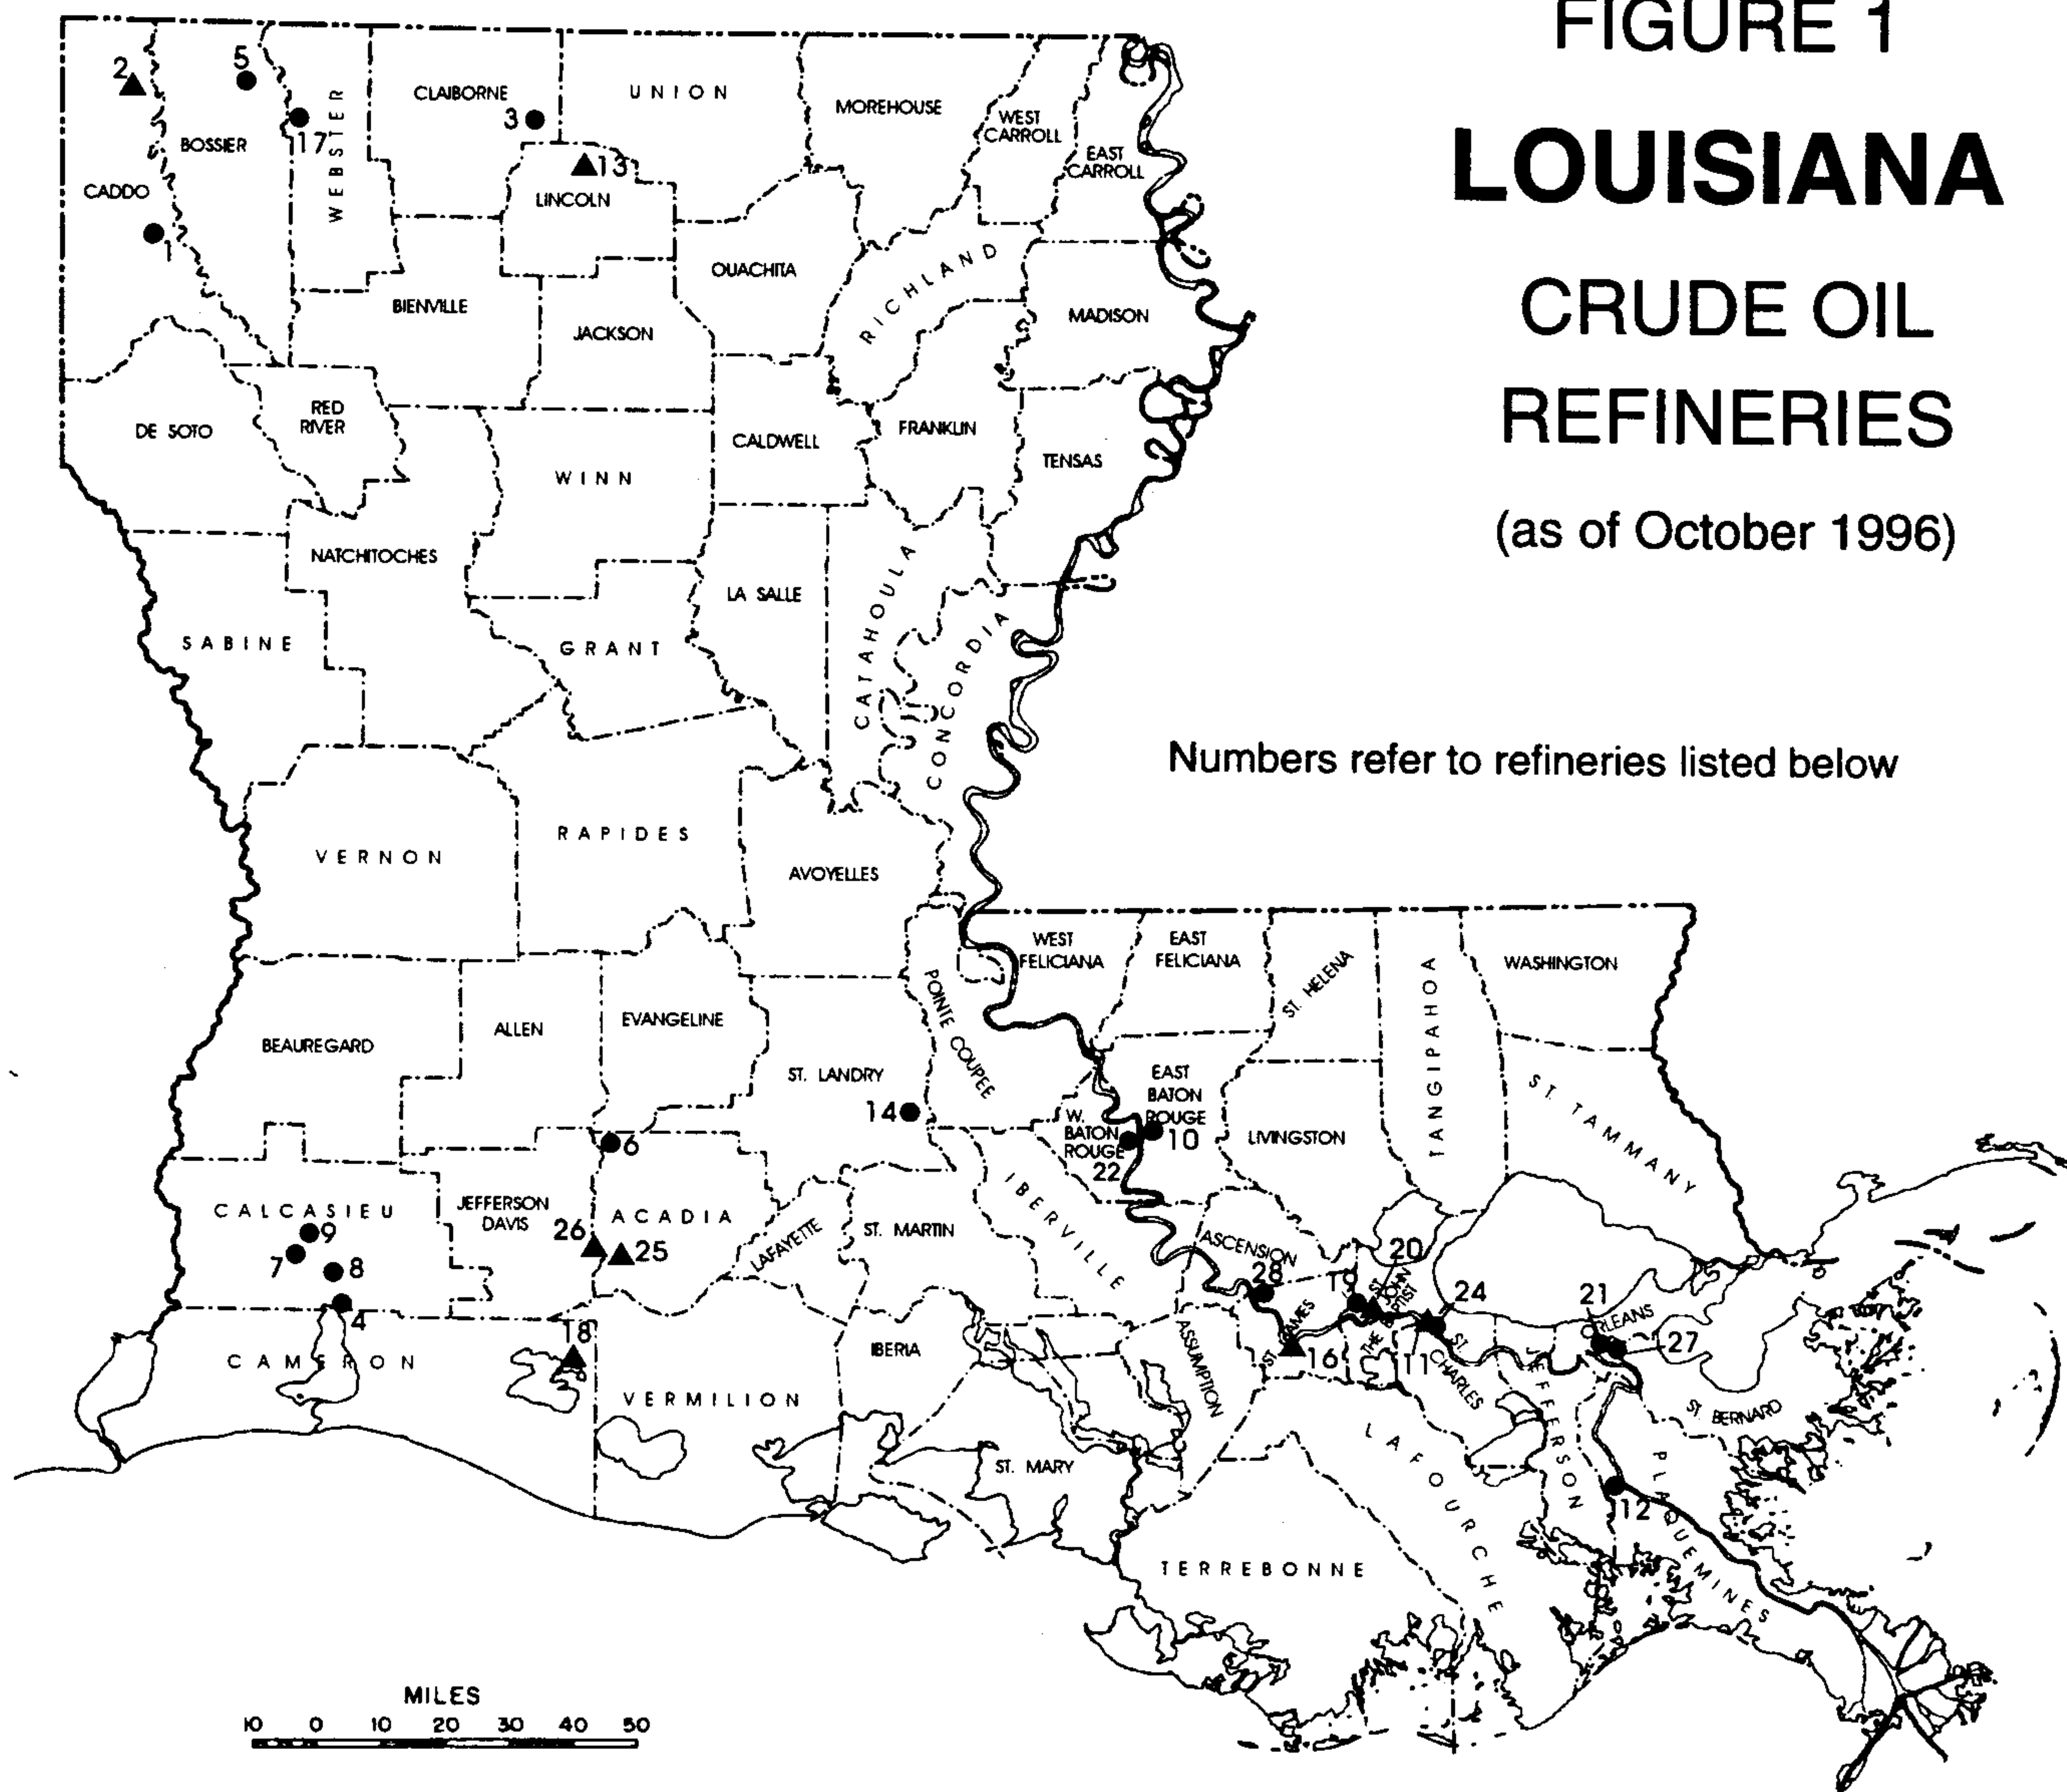 FIGURE 1
LOUISIANA
CRUDE OIL
REFINERIES
(as of October 1996)
Numbers refer to refineries listed below
2
5
17
WEBSTER
CLAIBORNE
3
UNION
MOREHOUSE
WEST
CARROLL
EAST
CARROLL
BOSSIER
CADDO
1
13
LINCOLN
OUACHITA
RICHLAND
MADISON
BIENVILLE
JACKSON
DE SOTO
RED
RIVER
WINN
CALDWELL
FRANKLIN
TENSAS
NATCHITOCHES
LA SALLE
CATAHOULA
CONCORDIA
SABINE
GRANT
VERNON
RAPIDES
AVOYELLES
WEST
FELICIANA
EAST
FELICIANA
ST. HELENA
TANGIPAHOA
WASHINGTON
BEAUREGARD
ALLEN
EVANGELINE
ST. LANDRY
14
POINTE COUPEE
EAST
BATON
ROUGE
10
W.
BATON
ROUGE
22
LIVINGSTON
ST. TAMMANY
6
CALCASIEU
9
7
8
4
JEFFERSON
DAVIS
26
25
ACADIA
LAFAYETTE
ST. MARTIN
IBERVILLE
ASCENSION
28
19
20
ST.
JOHN
THE BAPTIST
24
21
ORLEANS
27
CAMERON
18
VERMILION
IBERIA
ASSUMPTION
ST. JAMES
16
11
ST.
CHARLES
JEFFERSON
ST. BERNARD
ST. MARY
LAFOURCHE
12
PLAQUEMINES
TERREBONNE
MILES
10 0 10 20 30 40 50